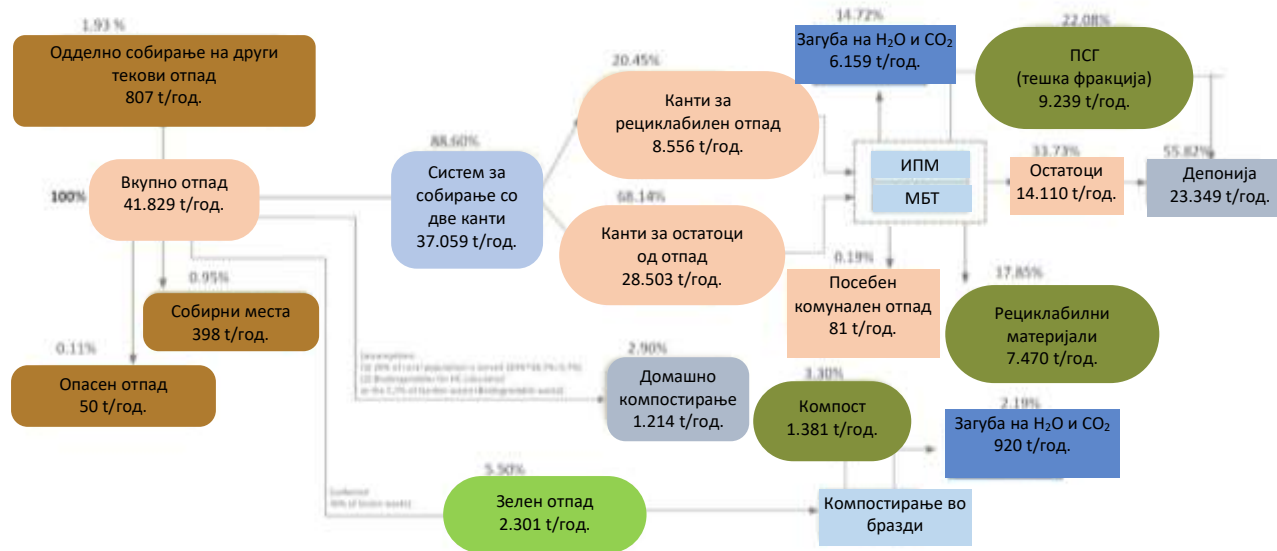 1.93 %
Одделно собирање на други
текови отпад
807 t/год.
100%
Вкупно отпад
41.829 t/год.
0.95%
Собирни места
398 t/год.
0.11%
Опасен отпад
50 t/год.
88.60%
Систем за
собирање со
две канти
37.059 t/год.
20.45%
Канти за
рециклабилен отпад
8.556 t/год.
68.14%
Канти за остатоци
од отпад
28.503 t/год.
14.72%
Загуба на H₂O и CO₂
6.159 t/год.
22.08%
ПСГ
(тешка фракција)
9.239 t/год.
ИПМ
МБТ
33.73%
Остатоци
14.110 t/год.
55.82%
Депонија
23.349 t/год.
0.19%
Посебен
комунален отпад
81 t/год.
17.85%
Рециклабилни
материјали
7.470 t/год.
2.90%
Домашно
компостирање
1.214 t/год.
3.30%
Компост
1.381 t/год.
2.19%
Загуба на H₂O и CO₂
920 t/год.
5.50%
Зелен отпад
2.301 t/год.
Компостирање во
бразди